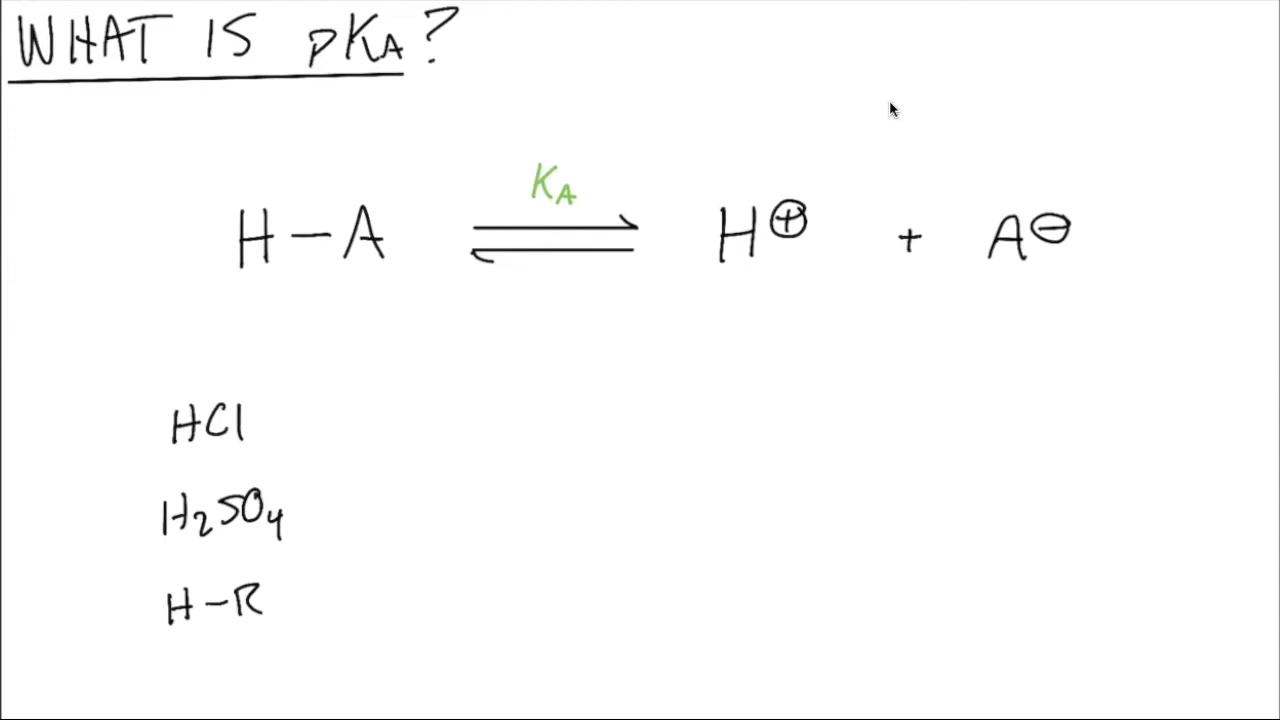 WHAT IS pKA?
KA
H–A ⇌ H⊕ + A⊖
HCl
H₂SO₄
H–R